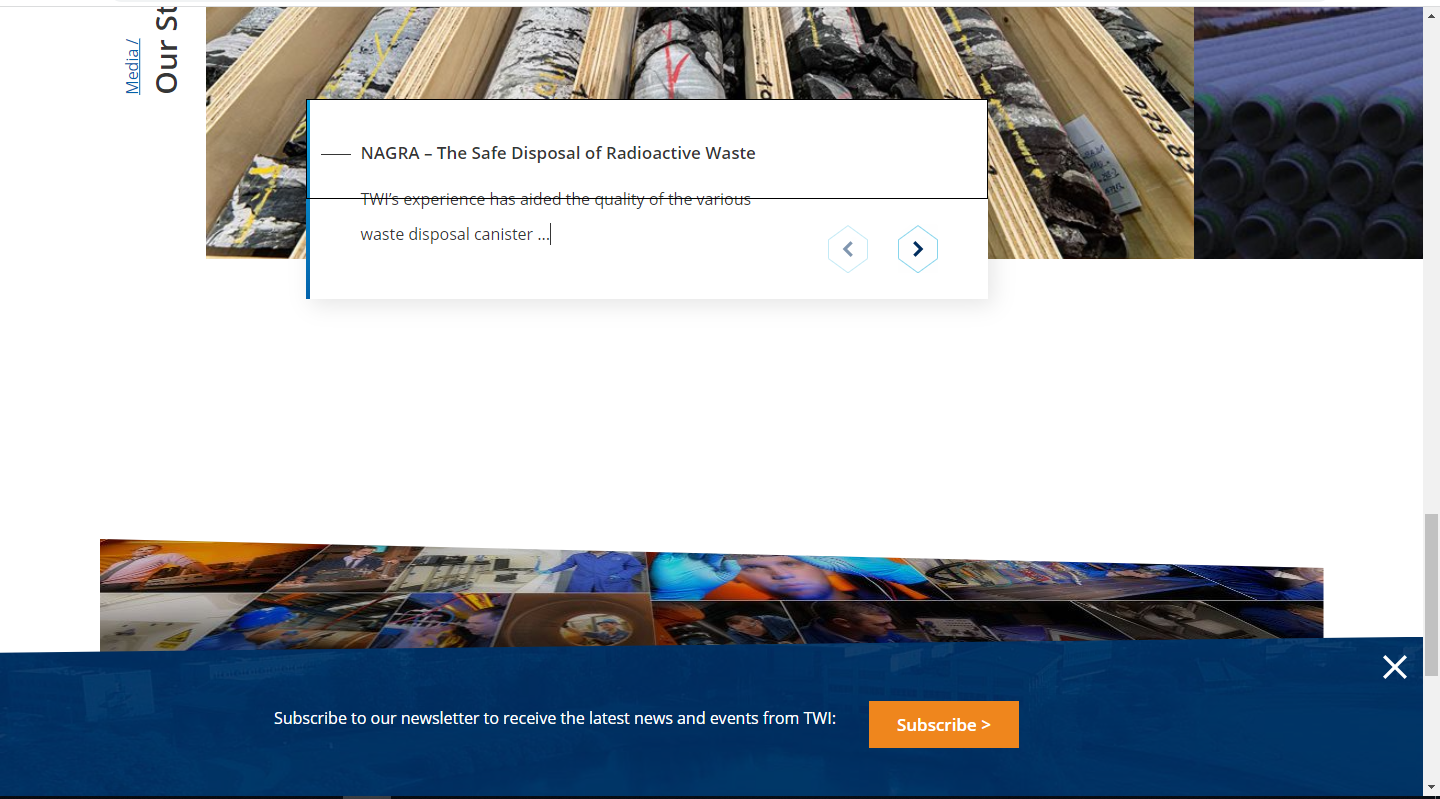 Media /
Our St
NAGRA – The Safe Disposal of Radioactive Waste
TWI's experience has aided the quality of the various
waste disposal canister ...
Subscribe to our newsletter to receive the latest news and events from TWI:
Subscribe >